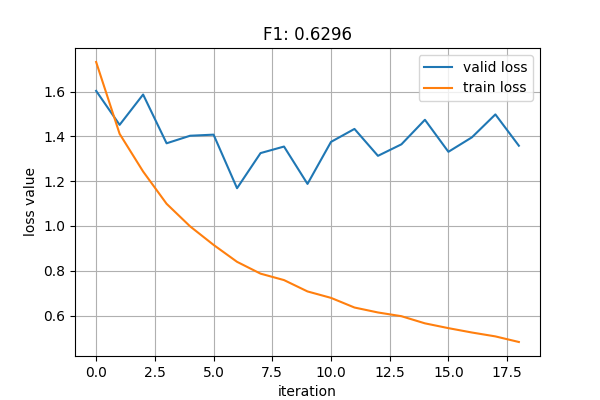 F1: 0.6296
valid loss
train loss
1.6
1.4
1.2
1.0
0.8
0.6
loss value
0.0 2.5 5.0 7.5 10.0 12.5 15.0 17.5
iteration